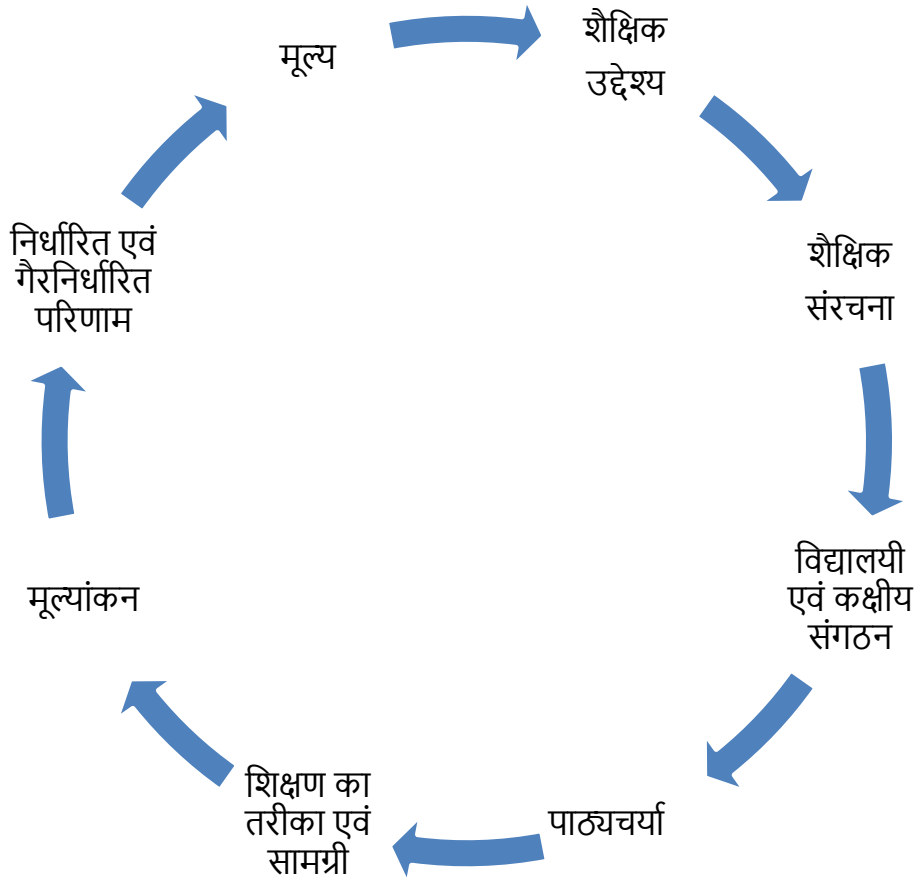 मूल्य
शैक्षिक
उद्देश्य
शैक्षिक
संरचना
विद्यालयी
एवं कक्षीय
संगठन
पाठ्यचर्या
शिक्षण का
तरीका एवं
सामग्री
मूल्यांकन
निर्धारित एवं
गैरनिर्धारित
परिणाम